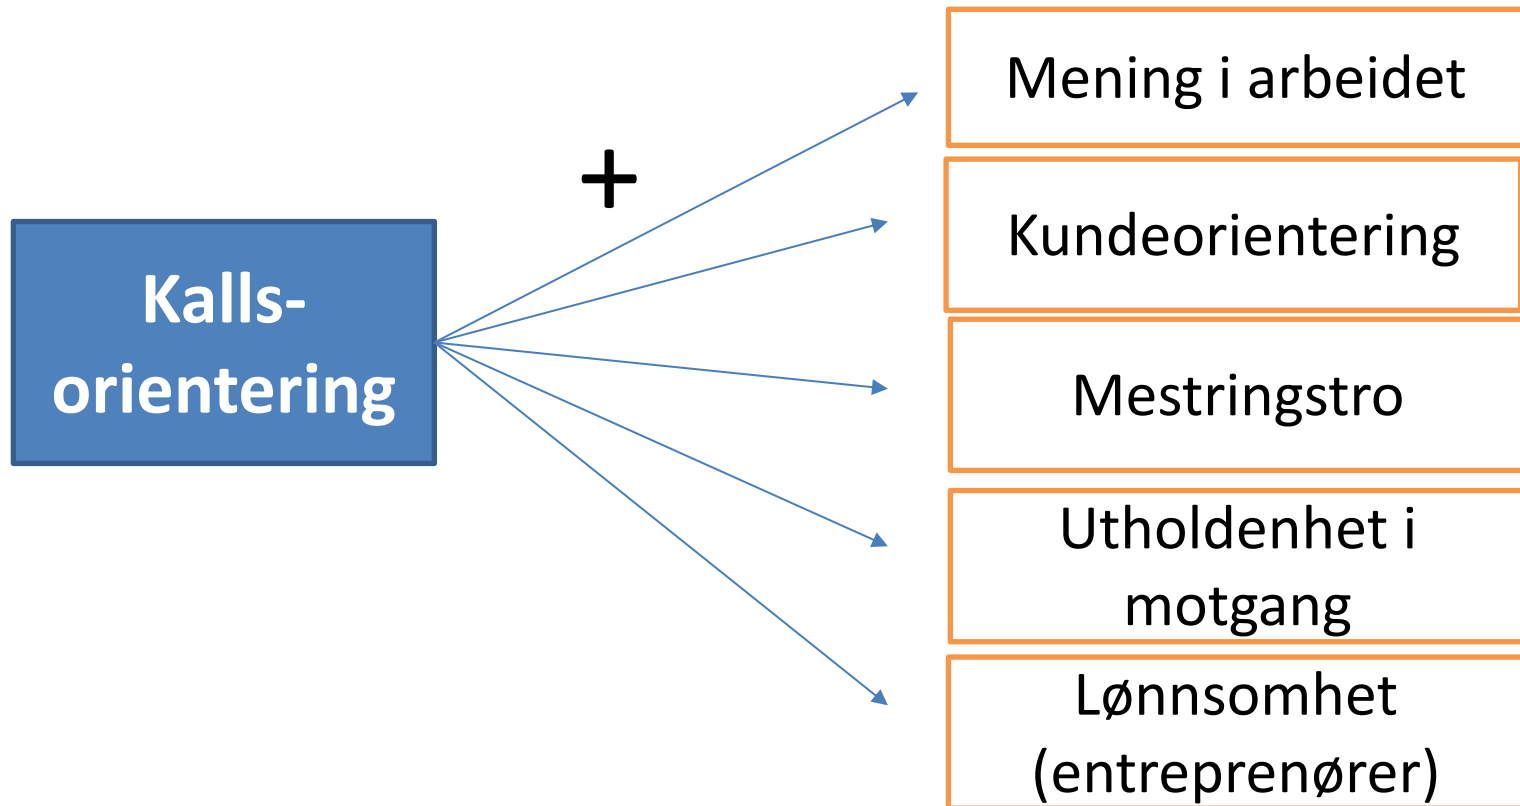 Mening i arbeidet
+
Kundeorientering
Kalls-
orientering
Mestringstro
Utholdenhet i
motgang
Lønnsomhet
(entreprenører)